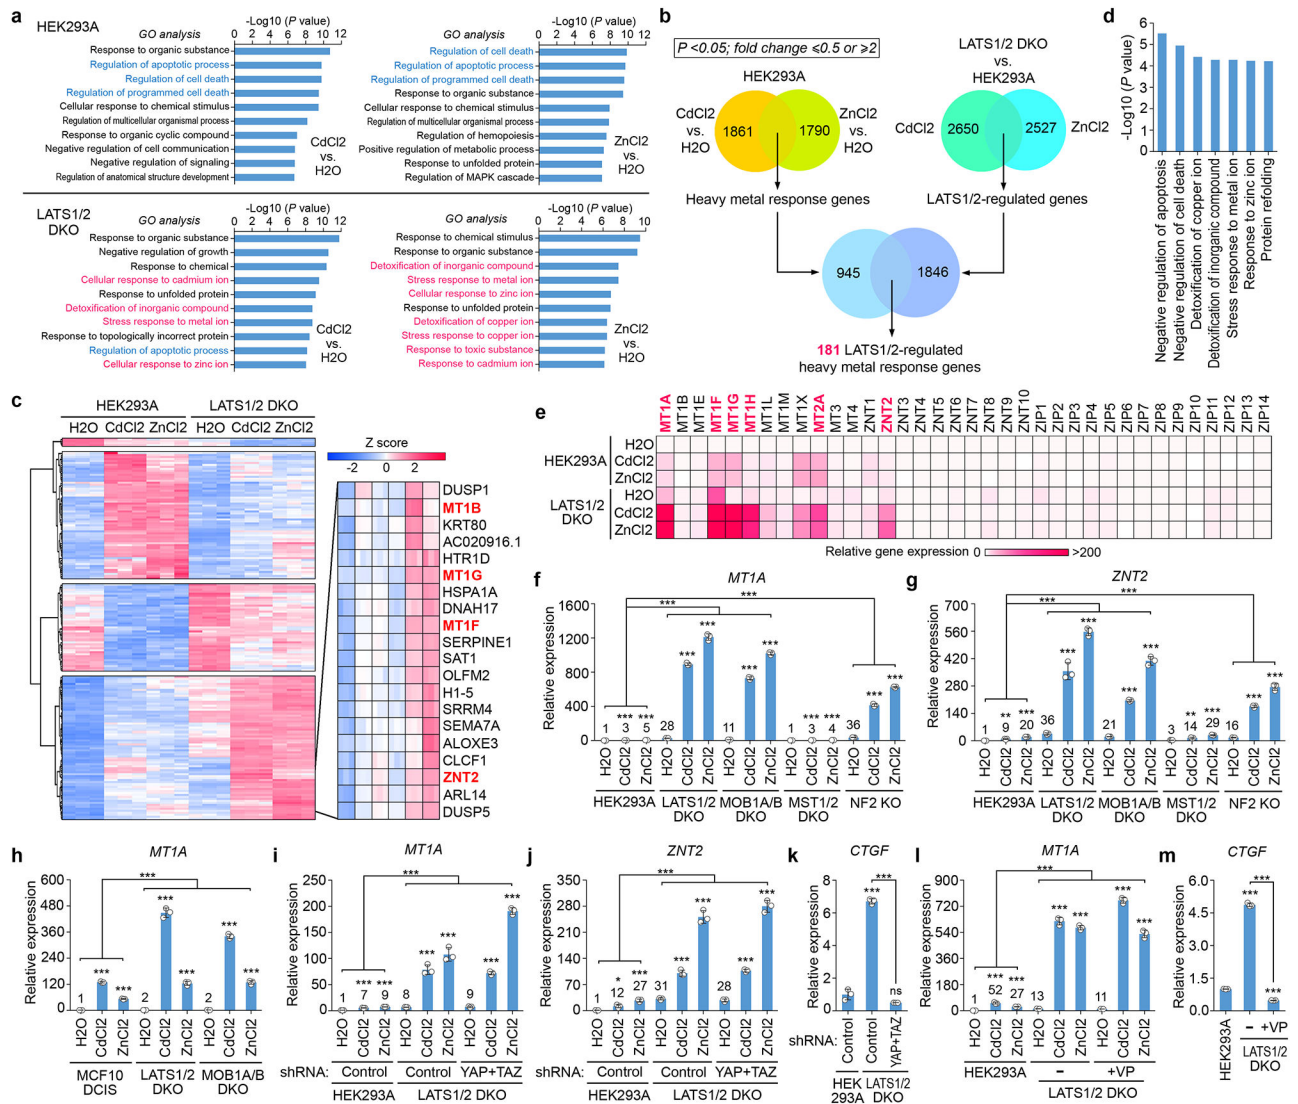 a
HEK293A
GO analysis
-Log10 (P value)
0 2 4 6 8 10 12
Response to organic substance
Regulation of apoptotic process
Regulation of cell death
Regulation of programmed cell death
Cellular response to chemical stimulus
Regulation of multicellular organismal process
Response to organic cyclic compound
Negative regulation of cell communication
Negative regulation of signaling
Regulation of anatomical structure development
CdCl2
vs.
H2O
GO analysis
-Log10 (P value)
0 2 4 6 8 10 12
Regulation of cell death
Regulation of apoptotic process
Regulation of programmed cell death
Response to organic substance
Cellular response to chemical stimulus
Regulation of multicellular organismal process
Regulation of hemopoiesis
Positive regulation of metabolic process
Response to unfolded protein
Regulation of MAPK cascade
ZnCl2
vs.
H2O
LATS1/2
DKO
GO analysis
-Log10 (P value)
0 2 4 6 8 10 12
Response to organic substance
Negative regulation of growth
Response to chemical
Cellular response to cadmium ion
Response to unfolded protein
Detoxification of inorganic compound
Stress response to metal ion
Response to topologically incorrect protein
Regulation of apoptotic process
Cellular response to zinc ion
CdCl2
vs.
H2O
GO analysis
-Log10 (P value)
0 2 4 6 8 10
Response to chemical stimulus
Response to organic substance
Detoxification of inorganic compound
Stress response to metal ion
Cellular response to zinc ion
Response to unfolded protein
Detoxification of copper ion
Stress response to copper ion
Response to toxic substance
Response to cadmium ion
ZnCl2
vs.
H2O
b
P <0.05; fold change ⩽0.5 or ⩾2
HEK293A
CdCl2
vs.
H2O
1861
1790
ZnCl2
vs.
H2O
Heavy metal response genes
LATS1/2 DKO
vs.
HEK293A
CdCl2
2650
2527
ZnCl2
LATS1/2-regulated genes
945
1846
181 LATS1/2-regulated
heavy metal response genes
d
-Log10 (P value)
6
5
4
3
2
1
0
Negative regulation of apoptosis
Negative regulation of cell death
Detoxification of copper ion
Detoxification of inorganic compound
Stress response to metal ion
Response to zinc ion
Protein refolding
c
HEK293A LATS1/2 DKO
H2O CdCl2 ZnCl2 H2O CdCl2 ZnCl2
Z score
-2 0 2
DUSP1
MT1B
KRT80
AC020916.1
HTR1D
MT1G
HSPA1A
DNAH17
MT1F
SERPINE1
SAT1
OLFM2
H1-5
SRRM4
SEMA7A
ALOXE3
CLCF1
ZNT2
ARL14
DUSP5
e
MT1A MT1B MT1E MT1F MT1G MT1H MT1L MT1M MT1X MT2A MT3 MT4 ZNT1 ZNT2 ZNT3 ZNT4 ZNT5 ZNT6 ZNT7 ZNT8 ZNT9 ZNT10 ZIP1 ZIP2 ZIP3 ZIP4 ZIP5 ZIP6 ZIP7 ZIP8 ZIP9 ZIP10 ZIP11 ZIP12 ZIP13 ZIP14
HEK293A
H2O
CdCl2
ZnCl2
LATS1/2
DKO
H2O
CdCl2
ZnCl2
Relative gene expression 0 >200
f
MT1A
Relative expression
1600
1200
800
400
0
***
***
1 3 5 28 11 1 3 4 36
*** *** *** *** *** *** *** *** *** ***
H2O CdCl2 ZnCl2 H2O CdCl2 ZnCl2 H2O CdCl2 ZnCl2 H2O CdCl2 ZnCl2 H2O CdCl2 ZnCl2
HEK293A LATS1/2 DKO MOB1A/B DKO MST1/2 DKO NF2 KO
g
ZNT2
Relative expression
700
560
420
280
140
0
***
***
1 9 20 36 21 3 14 29 16
** *** *** *** *** *** ** *** *** ***
H2O CdCl2 ZnCl2 H2O CdCl2 ZnCl2 H2O CdCl2 ZnCl2 H2O CdCl2 ZnCl2 H2O CdCl2 ZnCl2
HEK293A LATS1/2 DKO MOB1A/B DKO MST1/2 DKO NF2 KO
h
MT1A
Relative expression
600
480
360
240
120
0
***
1 2 2
*** *** *** *** *** ***
H2O CdCl2 ZnCl2 H2O CdCl2 ZnCl2 H2O CdCl2 ZnCl2
MCF10 DCIS LATS1/2 DKO MOB1A/B DKO
i
MT1A
Relative expression
250
200
150
100
50
0
***
1 7 9 8 9
*** *** *** *** *** ***
H2O CdCl2 ZnCl2 H2O CdCl2 ZnCl2 H2O CdCl2 ZnCl2
shRNA: Control Control YAP+TAZ
HEK293A LATS1/2 DKO
j
ZNT2
Relative expression
350
280
210
140
70
0
***
1 12 27 31 28
* *** *** *** *** ***
H2O CdCl2 ZnCl2 H2O CdCl2 ZnCl2 H2O CdCl2 ZnCl2
shRNA: Control Control YAP+TAZ
HEK293A LATS1/2 DKO
k
CTGF
Relative expression
8
6
4
2
0
*** ***
ns
shRNA: Control Control YAP+TAZ
HEK 293A LATS1/2 DKO
l
MT1A
Relative expression
900
720
540
360
180
0
***
1 52 27 13 11
*** *** *** *** *** ***
H2O CdCl2 ZnCl2 H2O CdCl2 ZnCl2 H2O CdCl2 ZnCl2
HEK293A − +VP
LATS1/2 DKO
m
CTGF
Relative expression
6.0
4.5
3.0
1.5
0
*** ***
***
HEK293A − +VP
LATS1/2
DKO